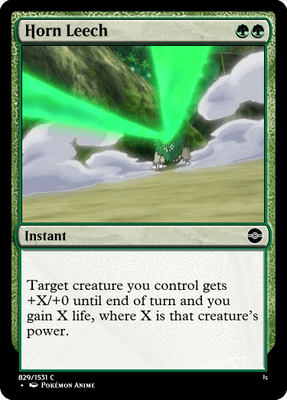 Horn Leech
Instant
Target creature you control gets
+X/+0 until end of turn and you
gain X life, where X is that creature's
power.
829/1531 C
ls
• Pokémon Anime